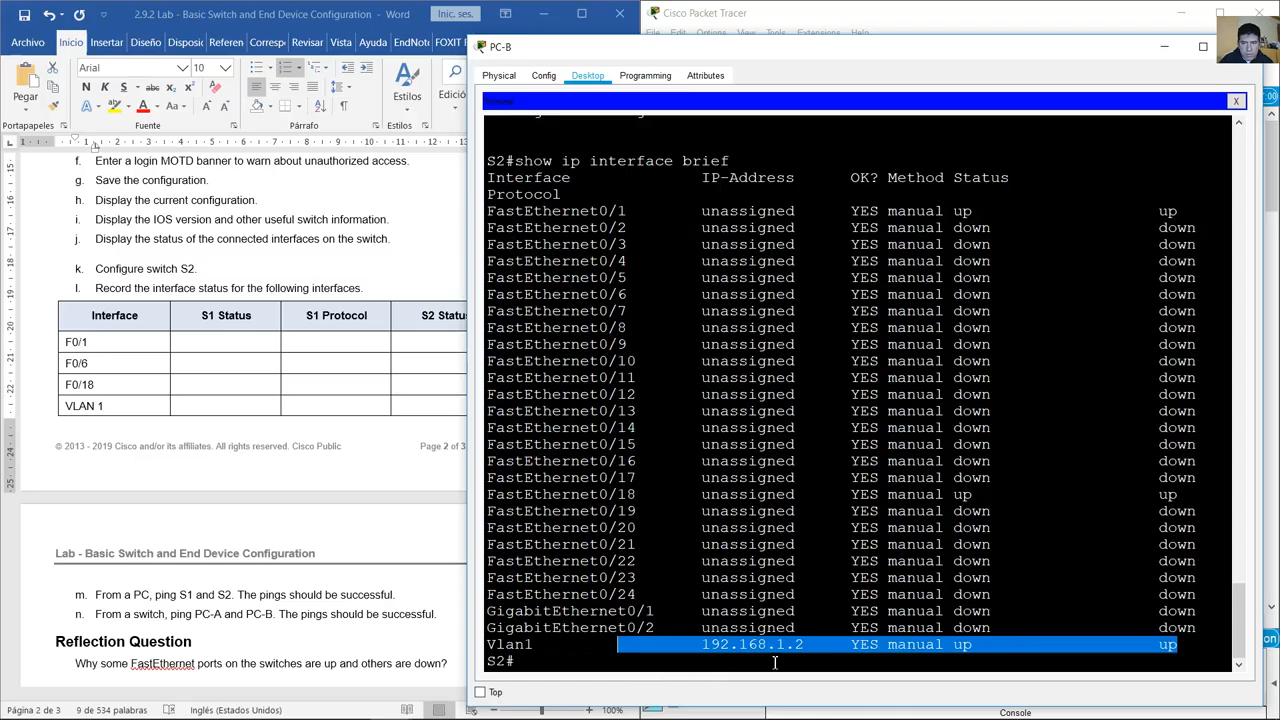 2.9.2 Lab - Basic Switch and End Device Configuration - Word
Inic. ses.
Cisco Packet Tracer
File Edit Options View Tools Extensions Help
Inicio
Corresp
Revisar
Vista
Ayuda
FOXIT
Pegar
Arial
10
N K S
Estilos
Edició
Portapapeles
Fuente
Párrafo
Estilos
PC-B
Physical Config Desktop Programming Attributes
X
f. Enter a login MOTD banner to warn about unauthorized access.
g. Save the configuration.
h. Display the current configuration.
i. Display the IOS version and other useful switch information.
j. Display the status of the connected interfaces on the switch.
k. Configure switch S2.
l. Record the interface status for the following interfaces.
Interface S1 Status S1 Protocol S2 Statu
F0/1
F0/6
F0/18
VLAN 1
© 2013 - 2019 Cisco and/or its affiliates. All rights reserved. Cisco Public Page 2 of 3
Lab - Basic Switch and End Device Configuration
m. From a PC, ping S1 and S2. The pings should be successful.
n. From a switch, ping PC-A and PC-B. The pings should be successful.
Reflection Question
y some FastEthernet ports on the switches are up and others are down?
S2#show ip interface brief
Interface IP-Address OK? Method Status
Protocol
FastEthernet0/1 unassigned YES manual up up
FastEthernet0/2 unassigned YES manual down down
FastEthernet0/3 unassigned YES manual down down
FastEthernet0/4 unassigned YES manual down down
FastEthernet0/5 unassigned YES manual down down
FastEthernet0/6 unassigned YES manual down down
FastEthernet0/7 unassigned YES manual down down
FastEthernet0/8 unassigned YES manual down down
FastEthernet0/9 unassigned YES manual down down
FastEthernet0/10 unassigned YES manual down down
FastEthernet0/11 unassigned YES manual down down
FastEthernet0/12 unassigned YES manual down down
FastEthernet0/13 unassigned YES manual down down
FastEthernet0/14 unassigned YES manual down down
FastEthernet0/15 unassigned YES manual down down
FastEthernet0/16 unassigned YES manual down down
FastEthernet0/17 unassigned YES manual down down
FastEthernet0/18 unassigned YES manual up up
FastEthernet0/19 unassigned YES manual down down
FastEthernet0/20 unassigned YES manual down down
FastEthernet0/21 unassigned YES manual down down
FastEthernet0/22 unassigned YES manual down down
FastEthernet0/23 unassigned YES manual down down
FastEthernet0/24 unassigned YES manual down down
GigabitEthernet0/1 unassigned YES manual down down
GigabitEthernet0/2 unassigned YES manual down down
Vlan1 192.168.1.2 YES manual up up
S2#
Top
Página 2 de 3 9 de 534 palabras Inglés (Estados Unidos) 100%
Console